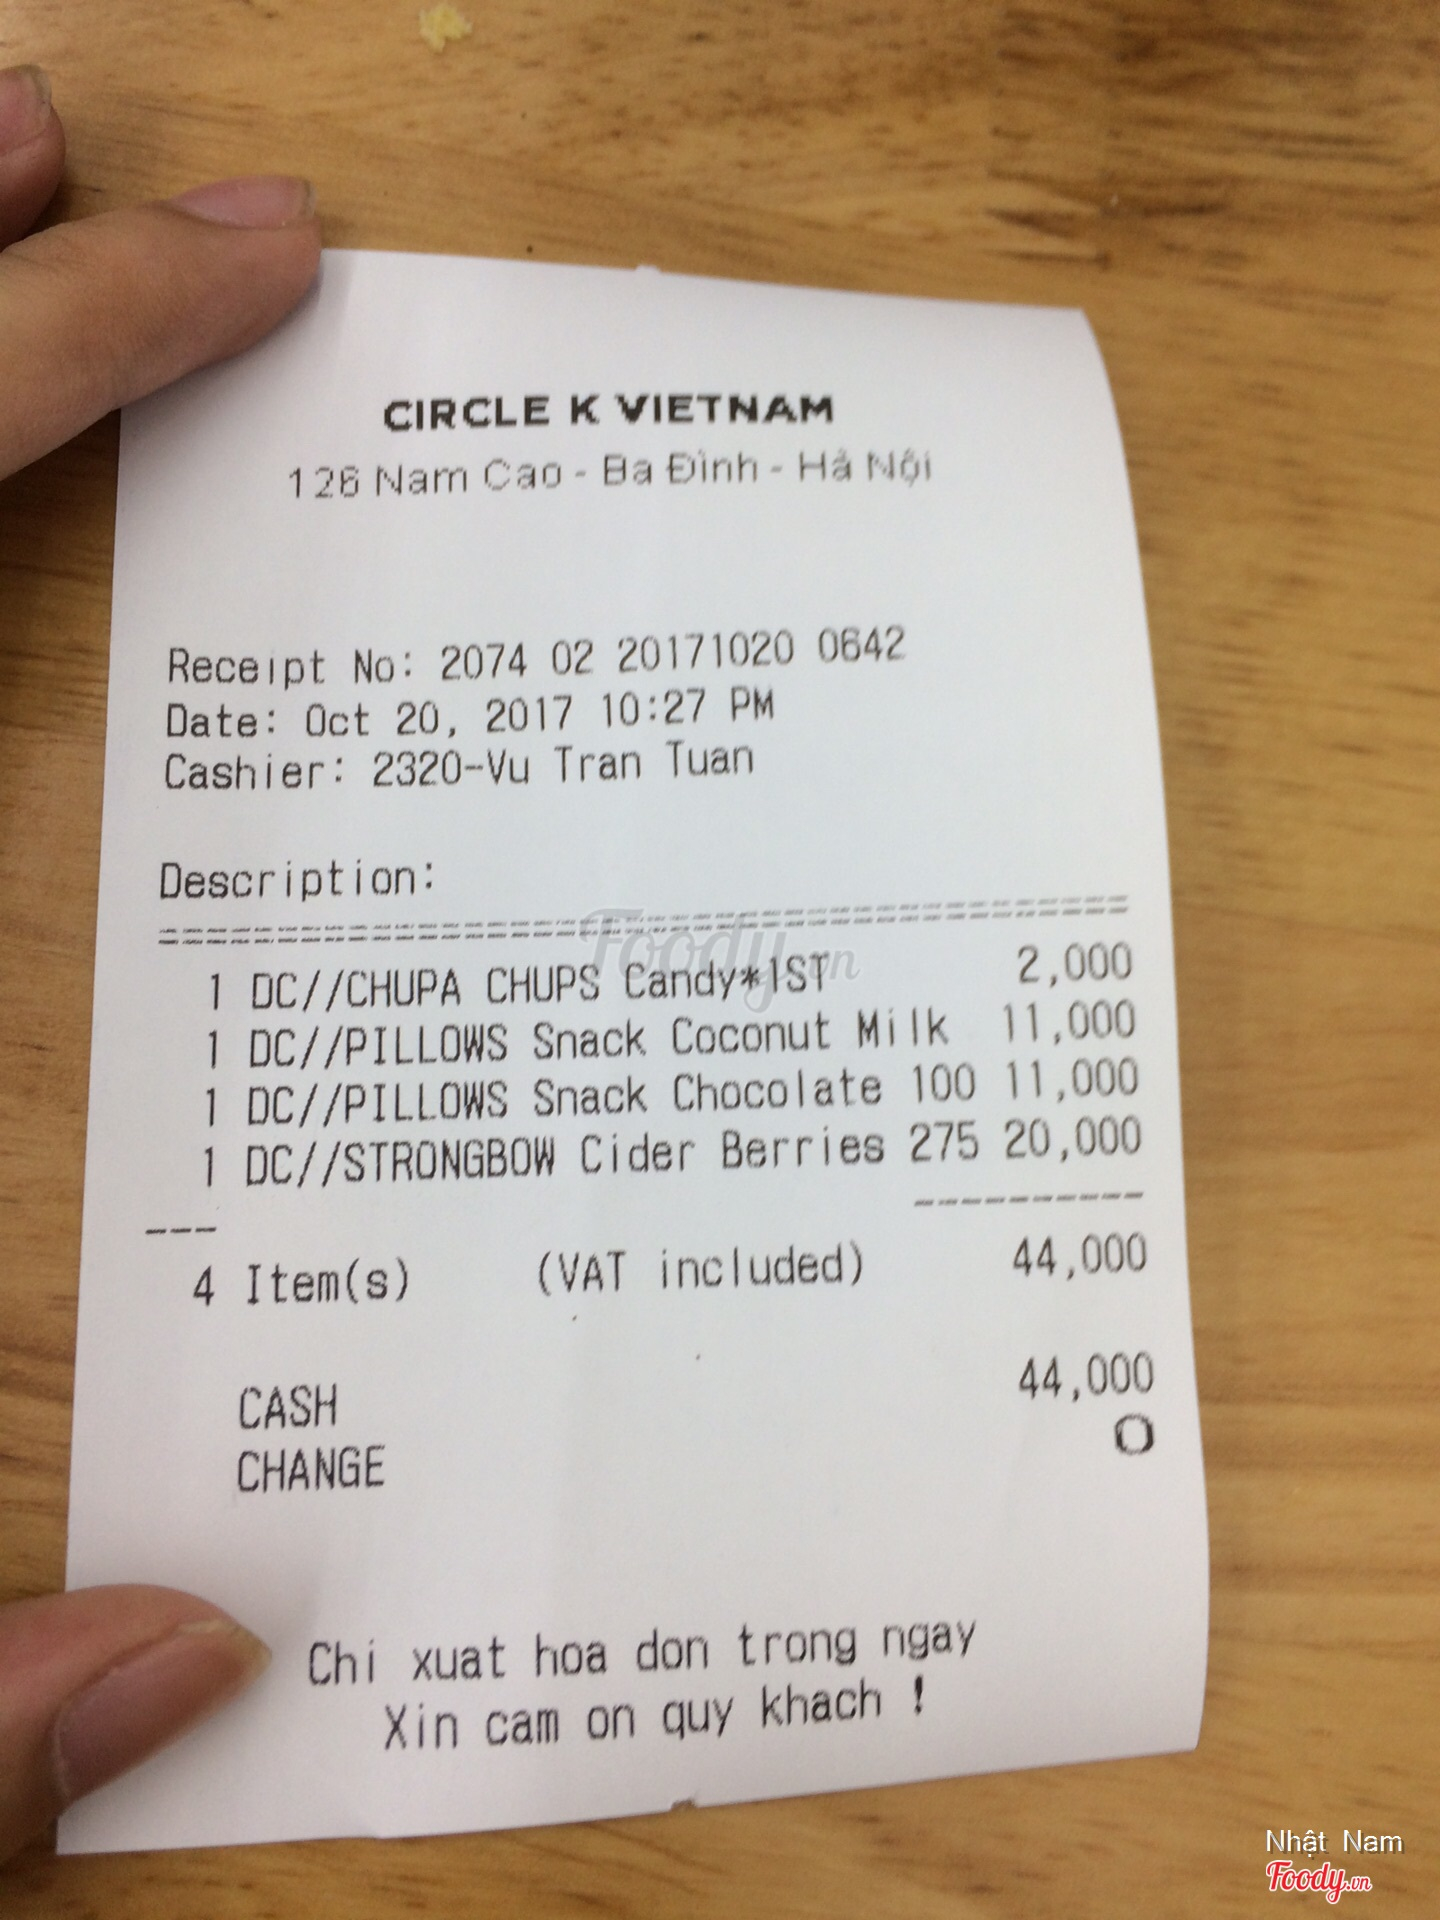 CIRCLE K VIETNAM
126 Nam Cao - Ba Đình - Hà Nội
Receipt No: 2074 02 20171020 0642
Date: Oct 20, 2017 10:27 PM
Cashier: 2320-Vu Tran Tuan
Description:
1 DC//CHUPA CHUPS Candy*1ST 2,000
1 DC//PILLOWS Snack Coconut Milk 11,000
1 DC//PILLOWS Snack Chocolate 100 11,000
1 DC//STRONGBOW Cider Berries 275 20,000
4 Item(s) (VAT included) 44,000
CASH 44,000
CHANGE 0
Chi xuat hoa don trong ngay
Xin cam on quy khach !
Foody.vn
Nhật Nam
Foody.vn